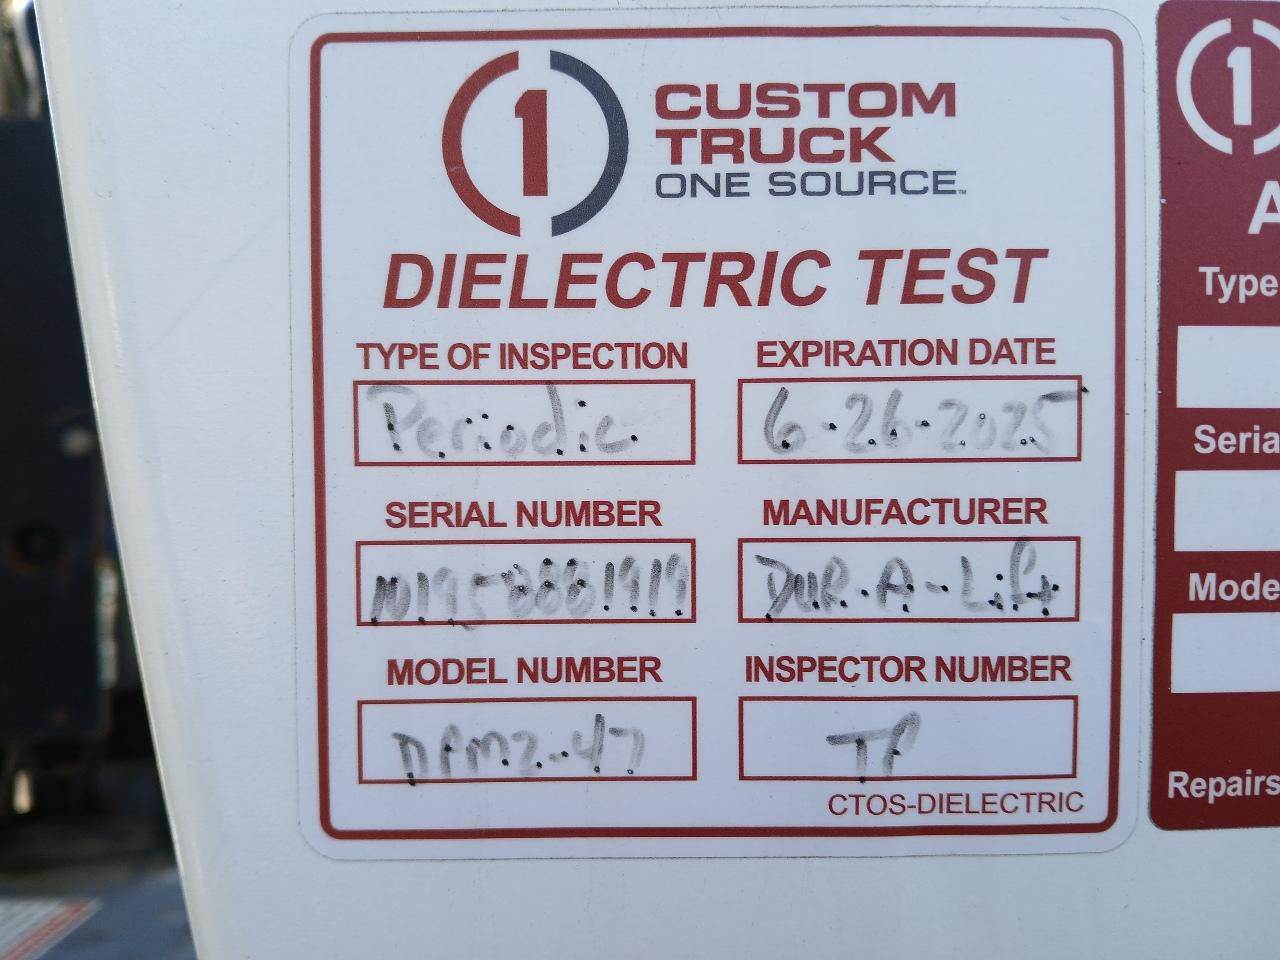 1 CUSTOM
TRUCK
ONE SOURCE™
DIELECTRIC TEST
TYPE OF INSPECTION
Periodic
EXPIRATION DATE
6-26-2025
SERIAL NUMBER
MANUFACTURER
DUR-A-Lift
MODEL NUMBER
DPM2-47
INSPECTOR NUMBER
TP
CTOS-DIELECTRIC
1
A
Type
Seria
Mode
Repairs